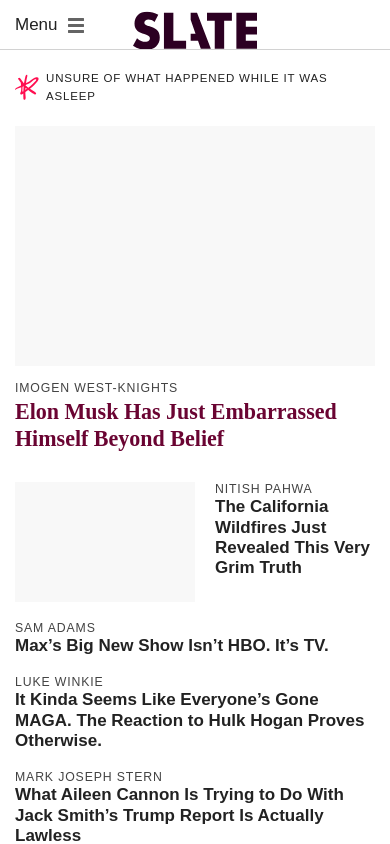 Menu
SLATE
UNSURE OF WHAT HAPPENED WHILE IT WAS
ASLEEP
IMOGEN WEST-KNIGHTS
Elon Musk Has Just Embarrassed
Himself Beyond Belief
NITISH PAHWA
The California
Wildfires Just
Revealed This Very
Grim Truth
SAM ADAMS
Max’s Big New Show Isn’t HBO. It’s TV.
LUKE WINKIE
It Kinda Seems Like Everyone’s Gone
MAGA. The Reaction to Hulk Hogan Proves
Otherwise.
MARK JOSEPH STERN
What Aileen Cannon Is Trying to Do With
Jack Smith’s Trump Report Is Actually
Lawless